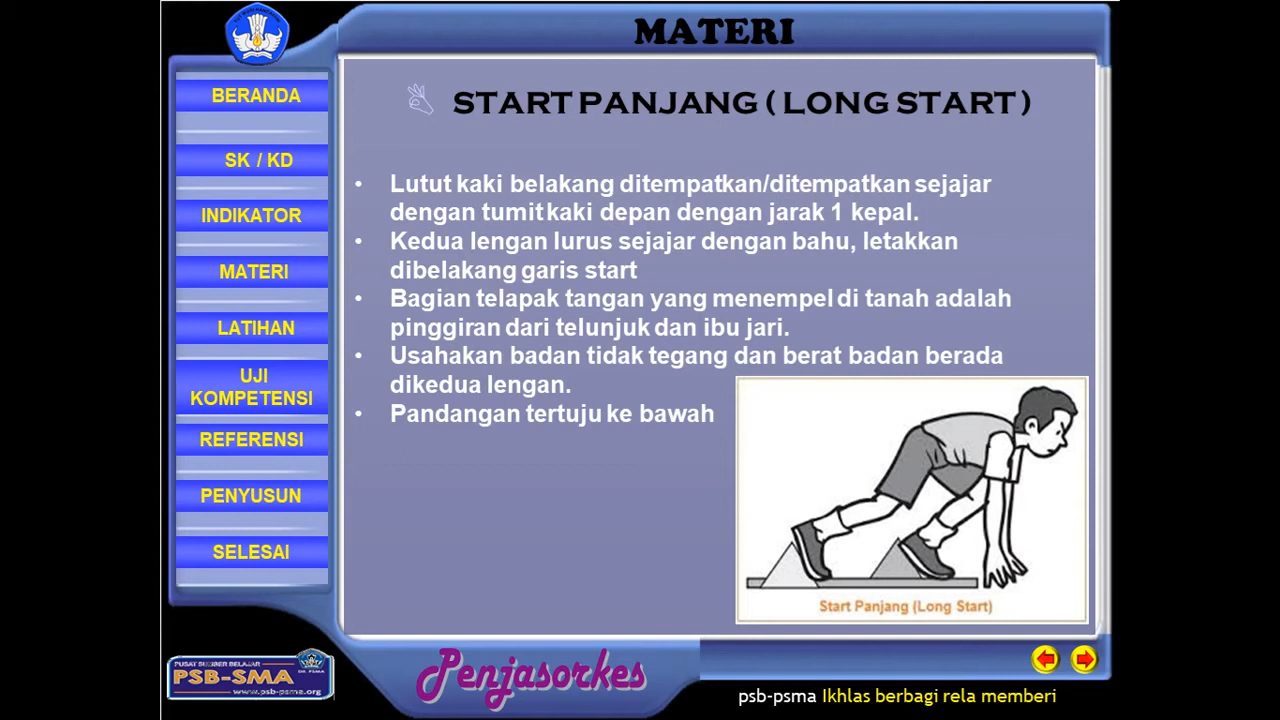 MATERI
BERANDA
SK / KD
INDIKATOR
MATERI
LATIHAN
UJI
KOMPETENSI
REFERENSI
PENYUSUN
SELESAI
START PANJANG ( LONG START )
• Lutut kaki belakang ditempatkan/ditempatkan sejajar
dengan tumit kaki depan dengan jarak 1 kepal.
• Kedua lengan lurus sejajar dengan bahu, letakkan
dibelakang garis start
• Bagian telapak tangan yang menempel di tanah adalah
pinggiran dari telunjuk dan ibu jari.
• Usahakan badan tidak tegang dan berat badan berada
dikedua lengan.
• Pandangan tertuju ke bawah
Start Panjang (Long Start)
PUSAT SUMBER BELAJAR
PSB-SMA
www.psb-psma.org
Penjasorkes
psb-psma Ikhlas berbagi rela memberi